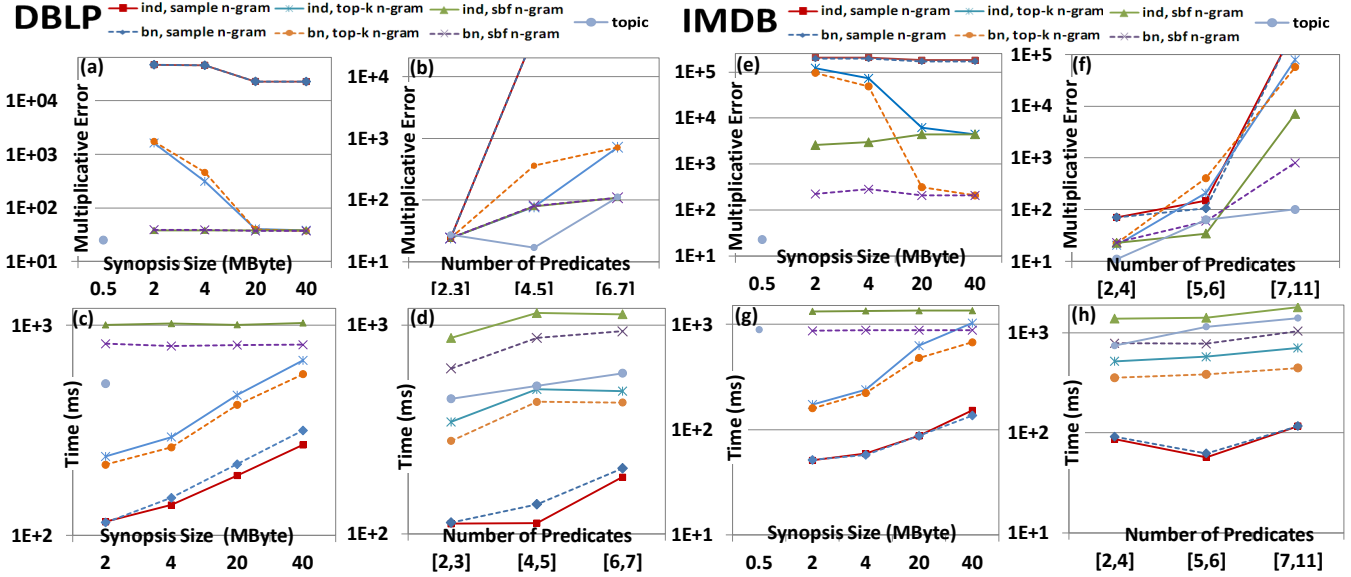 DBLP
ind, sample n-gram
ind, top-k n-gram
ind, sbf n-gram
topic
bn, sample n-gram
bn, top-k n-gram
bn, sbf n-gram
IMDB
ind, sample n-gram
ind, top-k n-gram
ind, sbf n-gram
topic
bn, sample n-gram
bn, top-k n-gram
bn, sbf n-gram
(a)
Multiplicative Error
1E+04
1E+03
1E+02
1E+01
Synopsis Size (MByte)
0.5 2 4 20 40
(b)
Multiplicative Error
1E+4
1E+3
1E+2
1E+1
Number of Predicates
[2,3] [4,5] [6,7]
(e)
Multiplicative Error
1E+5
1E+4
1E+3
1E+2
1E+1
Synopsis Size (MByte)
0.5 2 4 20 40
(f)
Multiplicative Error
1E+5
1E+4
1E+3
1E+2
1E+1
Number of Predicates
[2,4] [5,6] [7,11]
(c)
Time (ms)
1E+3
1E+2
Synopsis Size (MByte)
2 4 20 40
(d)
Time (ms)
1E+3
1E+2
Number of Predicates
[2,3] [4,5] [6,7]
(g)
Time (ms)
1E+3
1E+2
1E+1
Synopsis Size (MByte)
0.5 2 4 20 40
(h)
Time (ms)
1E+3
1E+2
1E+1
Number of Predicates
[2,4] [5,6] [7,11]